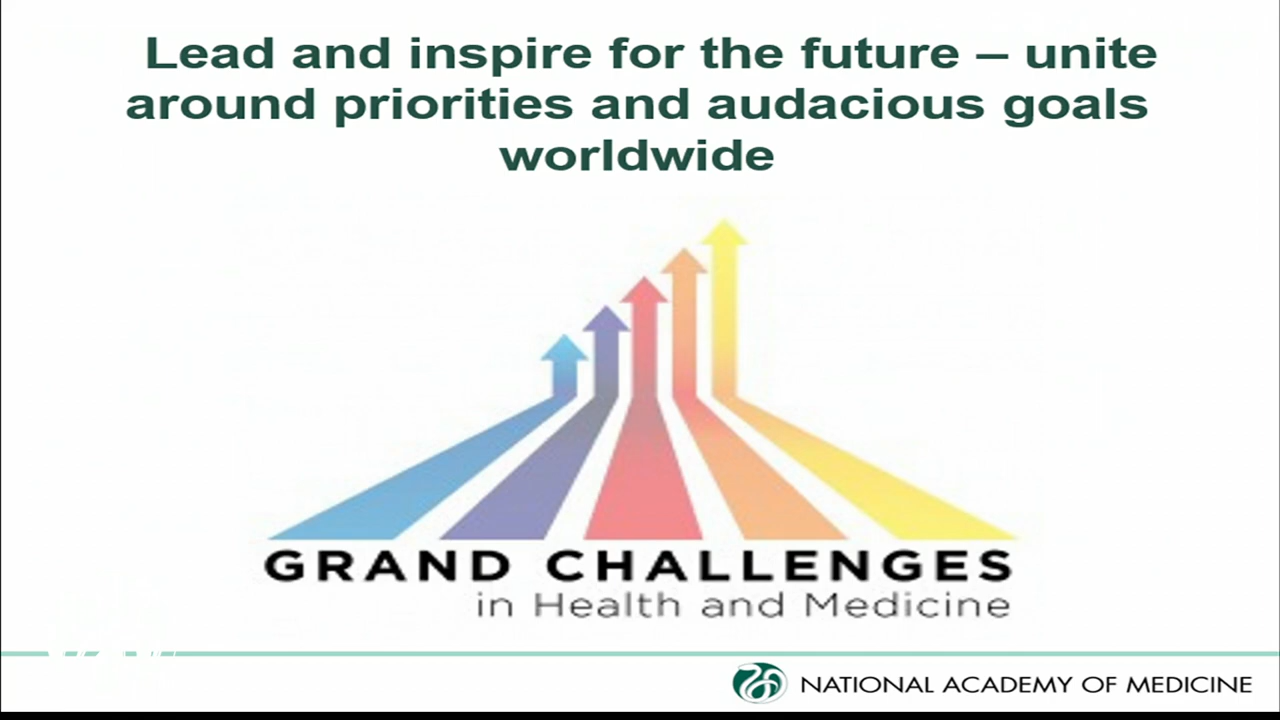 Lead and inspire for the future – unite
around priorities and audacious goals
worldwide
GRAND CHALLENGES
in Health and Medicine
NATIONAL ACADEMY OF MEDICINE